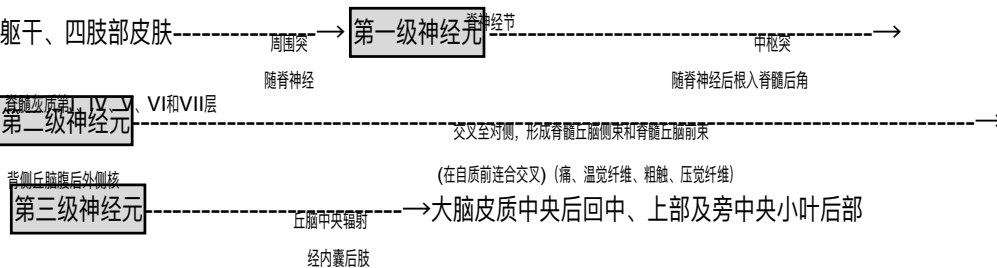 脊神经节
躯干、四肢部皮肤 第一级神经元
周围突 中枢突
随脊神经 随脊神经后根入脊髓后角
脊髓灰质第I、IV、V、VI和VII层
第二级神经元
交叉至对侧，形成脊髓丘脑侧束和脊髓丘脑前束
(在自质前连合交叉)（痛、温觉纤维、粗触、压觉纤维）
背侧丘脑腹后外侧核
第三级神经元 大脑皮质中央后回中、上部及旁中央小叶后部
丘脑中央辐射
经内囊后肢